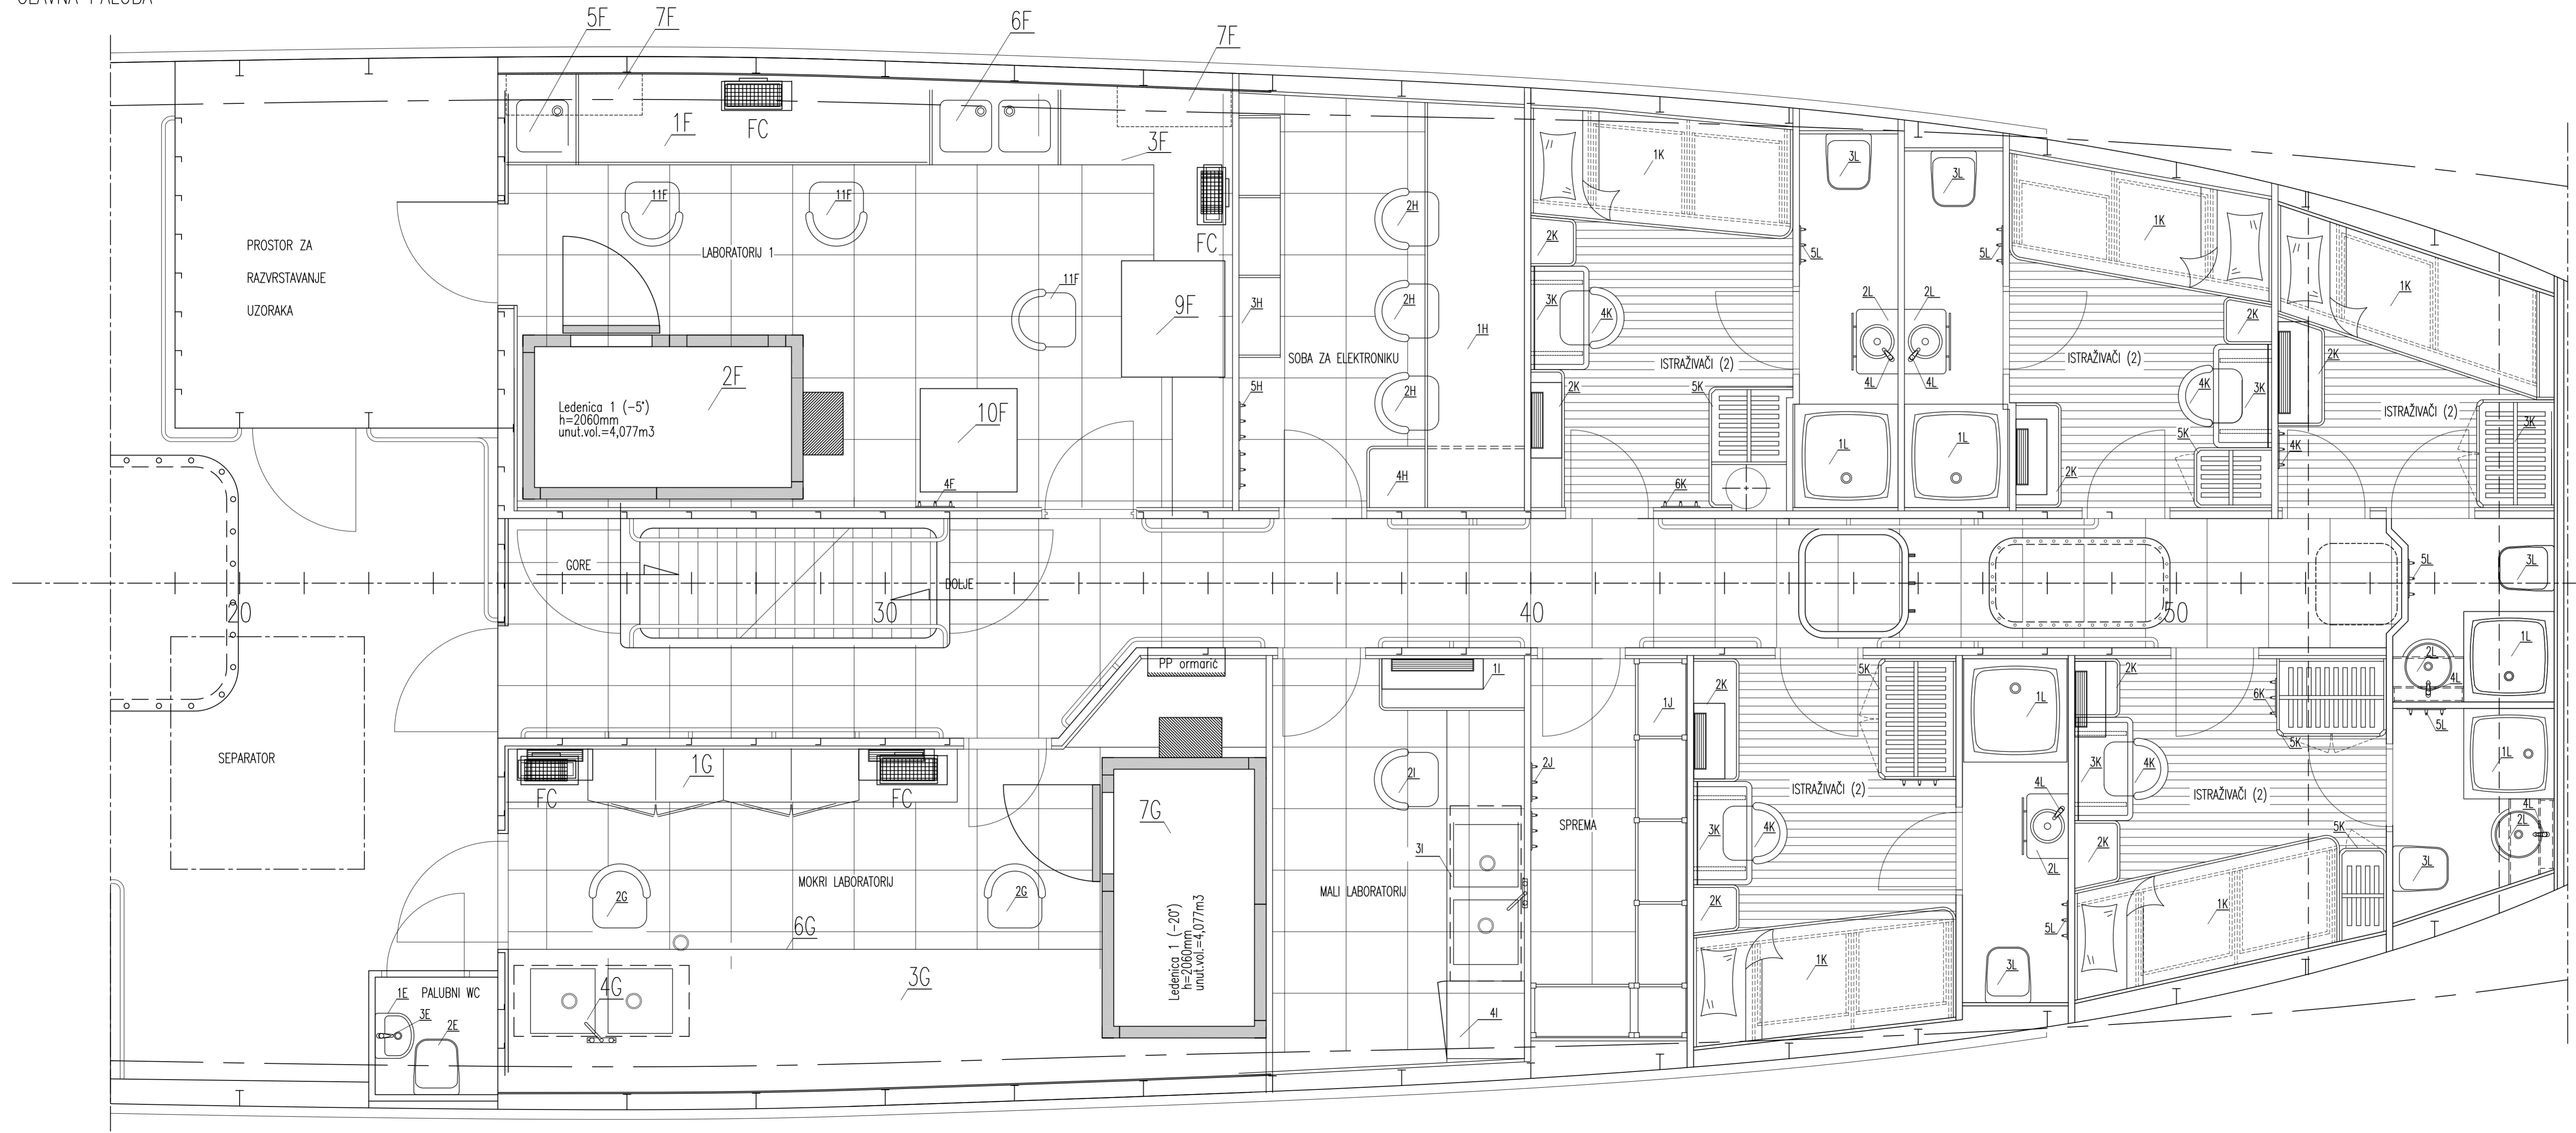 5F
7F
6F
7F
1F
FC
3F
FC
11F
11F
11F
LABORATORIJ 1
PROSTOR ZA
RAZVRSTAVANJE
UZORAKA
2F
Ledenica 1 (-5°)
h=2060mm
unut.vol.=4,077m3
9F
10F
4F
3H
5H
2H
2H
2H
1H
4H
SOBA ZA ELEKTRONIKU
1K
2K
3K
4K
2K
ISTRAŽIVAČI (2)
5K
6K
3L
5L
2L
4L
1L
3L
5L
2L
4L
1L
1K
2K
ISTRAŽIVAČI (2)
4K
3K
5K
2K
1K
2K
ISTRAŽIVAČI (2)
3K
4K
GORE
DOLJE
20
30
40
50
5L
3L
1L
2L
4L
5L
1L
4L
2L
3L
SEPARATOR
PP ormarić
FC
1G
FC
7G
Ledenica 1 (-20°)
h=2060mm
unut.vol.=4,077m3
MOKRI LABORATORIJ
2G
2G
6G
4G
3G
1E
PALUBNI WC
3E
2E
1I
2I
3I
MALI LABORATORIJ
4I
2J
1J
SPREMA
2K
5K
ISTRAŽIVAČI (2)
3K
4K
2K
1K
1L
4L
2L
5L
3L
2K
6K
5K
3K
4K
ISTRAŽIVAČI (2)
2K
5K
1K